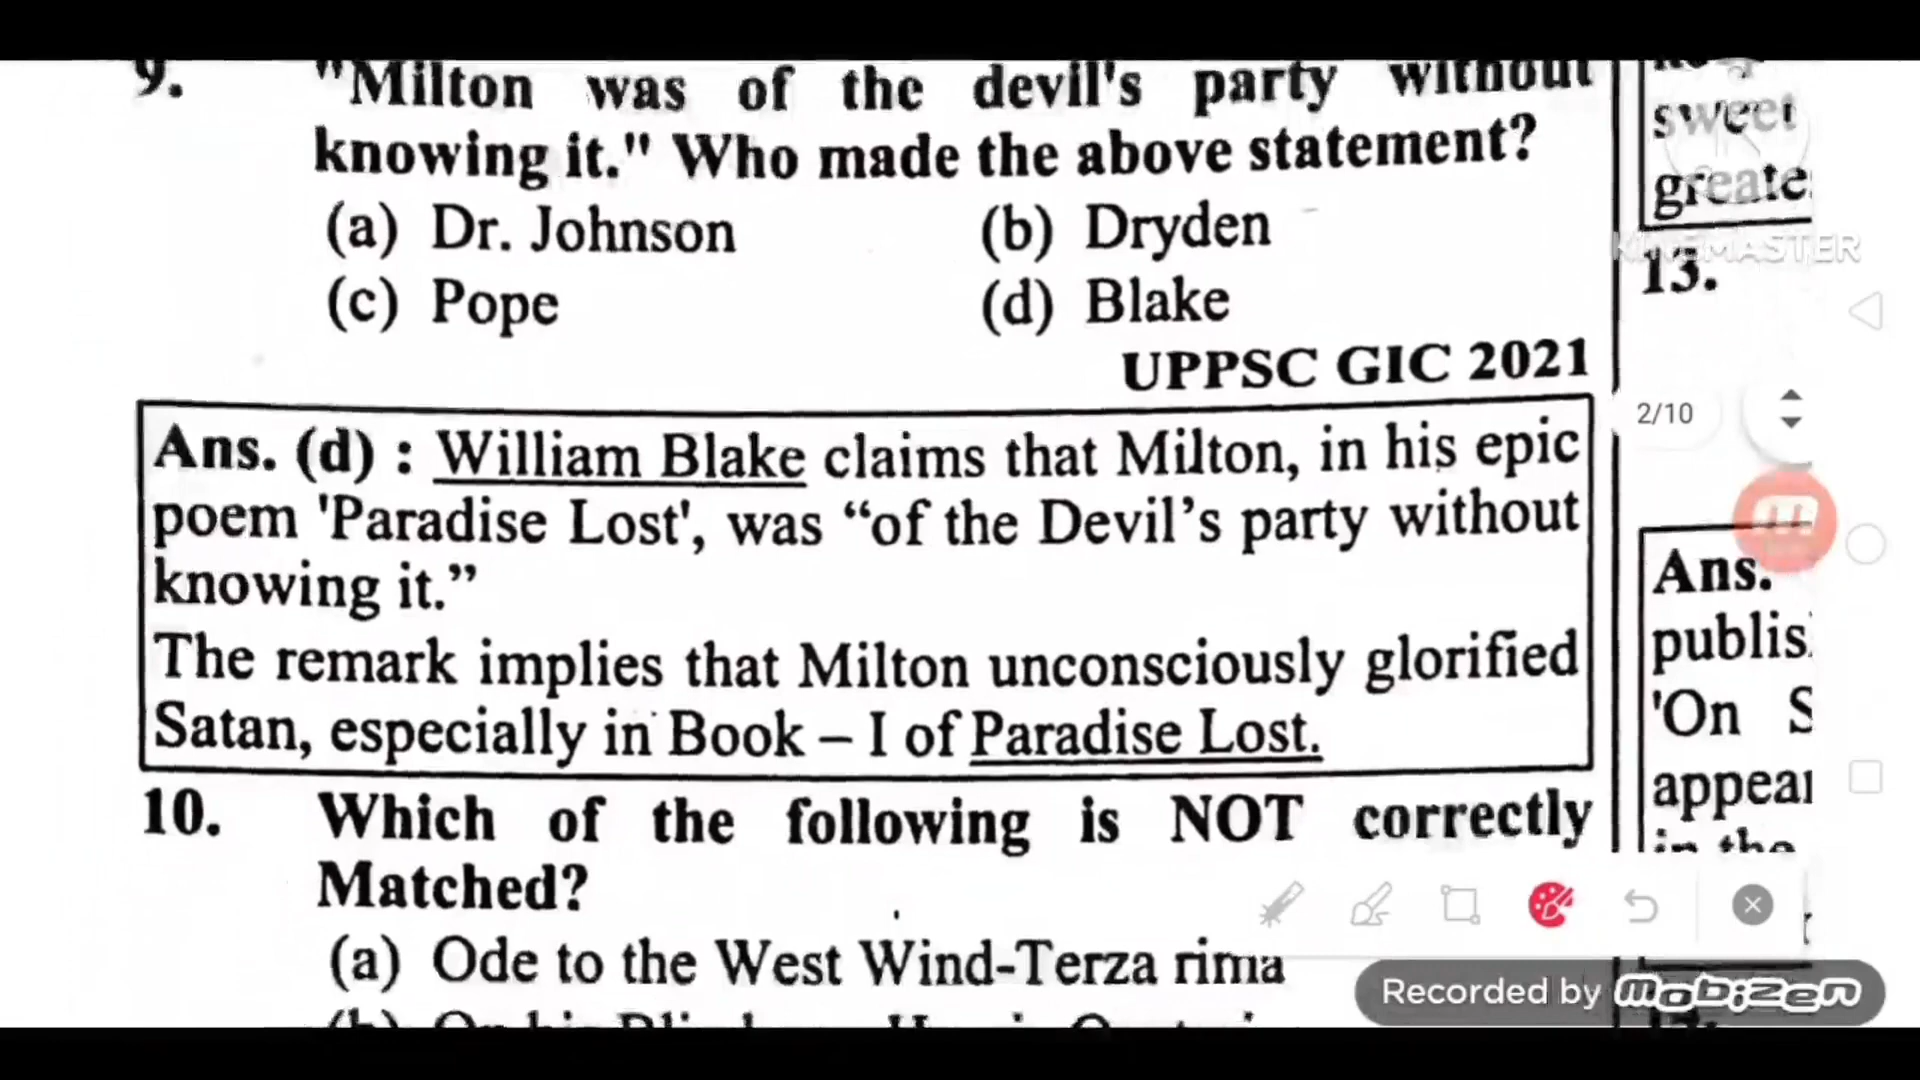 9. "Milton was of the devil's party without
knowing it." Who made the above statement?
(a) Dr. Johnson (b) Dryden
(c) Pope (d) Blake
UPPSC GIC 2021
Ans. (d) : William Blake claims that Milton, in his epic
poem 'Paradise Lost', was “of the Devil’s party without
knowing it.”
The remark implies that Milton unconsciously glorified
Satan, especially in Book – I of Paradise Lost.
10. Which of the following is NOT correctly
Matched?
(a) Ode to the West Wind-Terza rima
sweet
greate
KINEMASTER
13.
2/10
Ans.
publis
'On S
appear
in the
Recorded by mobizen